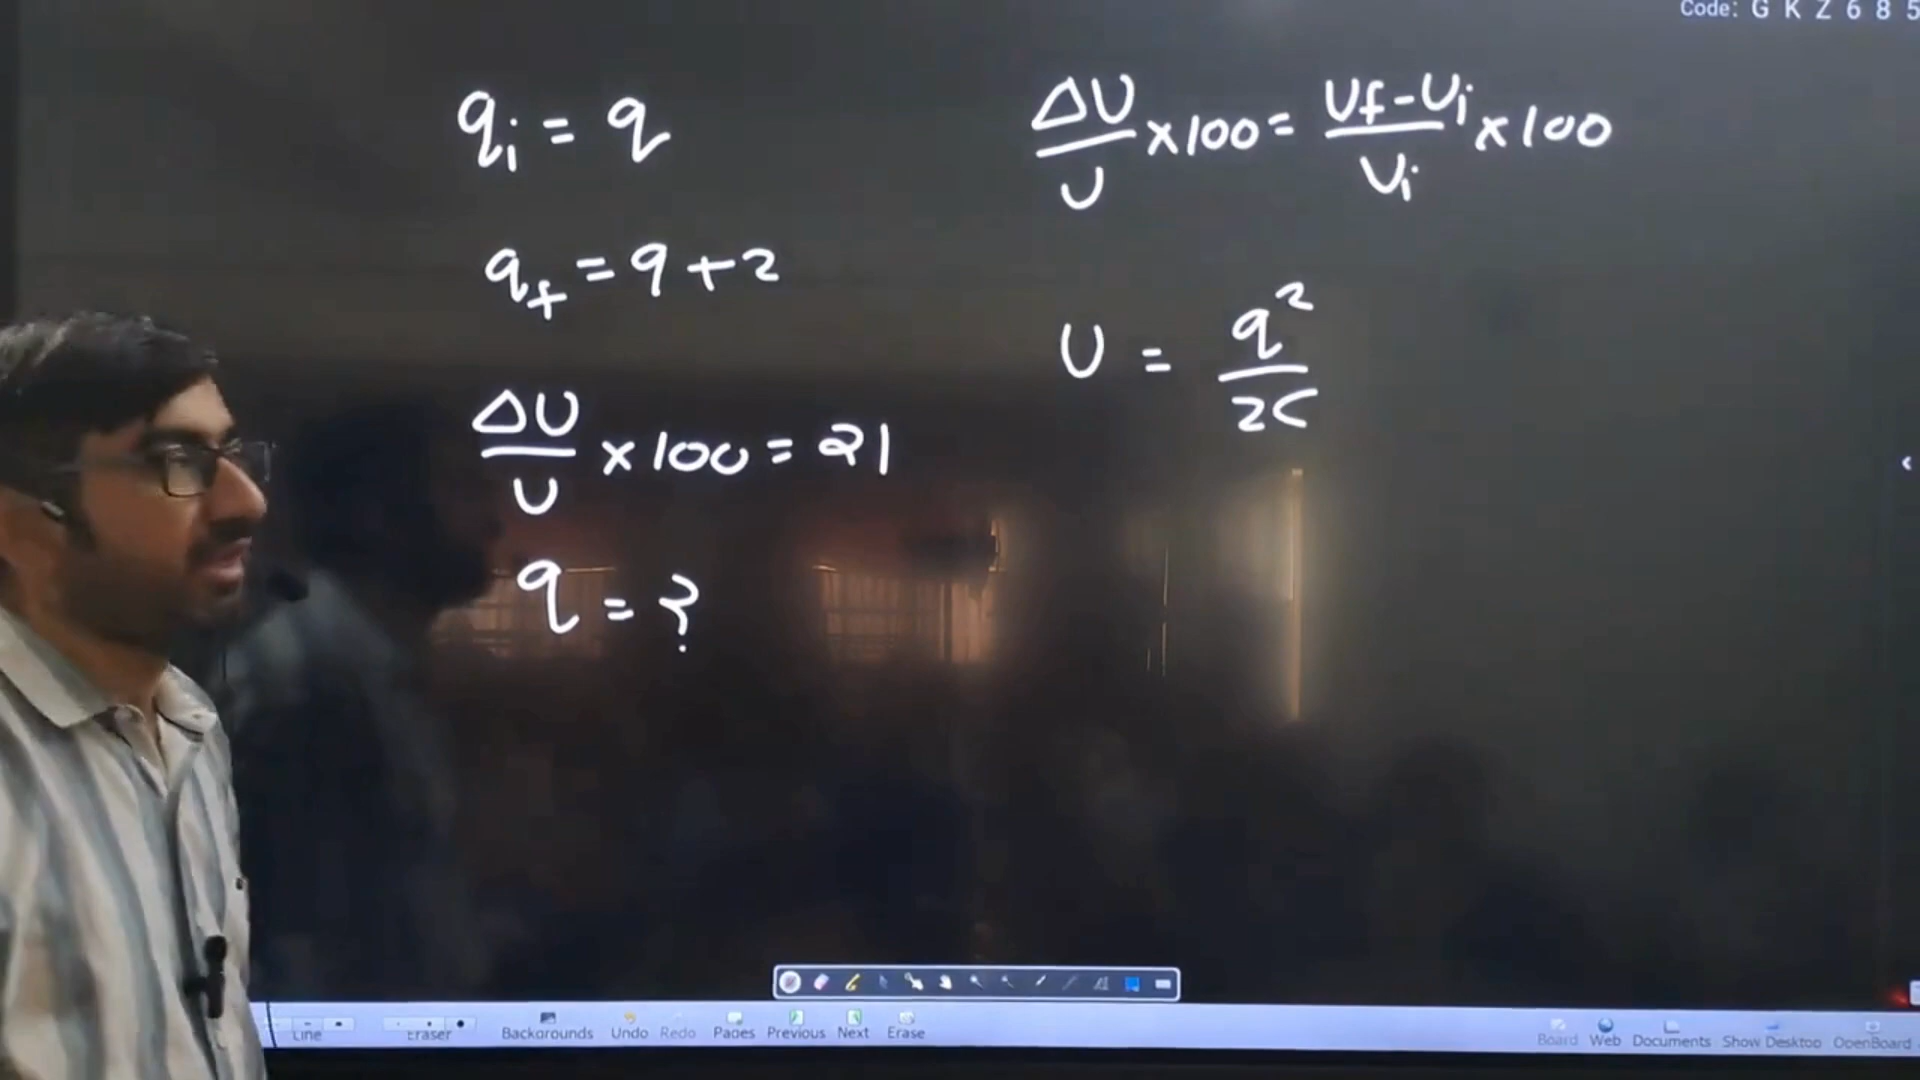 Code: G K Z 6 8 5
qi = q
qf = q + 2
ΔU/U × 100 = 21
q = ?
ΔU/U × 100 = Uf - Ui/Ui × 100
U = q²/2C
Line Eraser Backgrounds Undo Redo Pages Previous Next Erase Board Web Documents Show Desktop OpenBoard